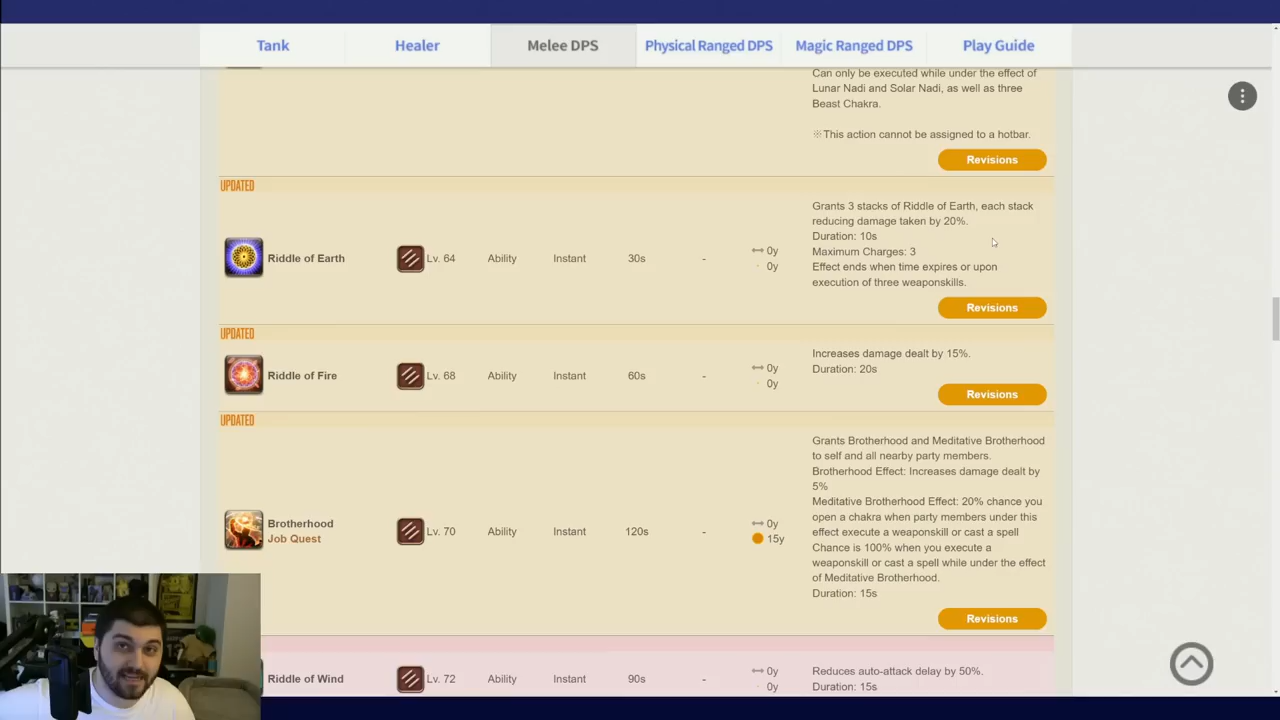 Tank
Healer
Melee DPS
Physical Ranged DPS
Magic Ranged DPS
Play Guide
Can only be executed while under the effect of
Lunar Nadi and Solar Nadi, as well as three
Beast Chakra.
※This action cannot be assigned to a hotbar.
Revisions
UPDATED
Riddle of Earth
Lv. 64
Ability
Instant
30s
-
0y
0y
Grants 3 stacks of Riddle of Earth, each stack
reducing damage taken by 20%.
Duration: 10s
Maximum Charges: 3
Effect ends when time expires or upon
execution of three weaponskills.
Revisions
UPDATED
Riddle of Fire
Lv. 68
Ability
Instant
60s
-
0y
0y
Increases damage dealt by 15%.
Duration: 20s
Revisions
UPDATED
Brotherhood
Job Quest
Lv. 70
Ability
Instant
120s
-
0y
15y
Grants Brotherhood and Meditative Brotherhood
to self and all nearby party members.
Brotherhood Effect: Increases damage dealt by
5%
Meditative Brotherhood Effect: 20% chance you
open a chakra when party members under this
effect execute a weaponskill or cast a spell
Chance is 100% when you execute a
weaponskill or cast a spell while under the effect
of Meditative Brotherhood.
Duration: 15s
Revisions
Riddle of Wind
Lv. 72
Ability
Instant
90s
-
0y
0y
Reduces auto-attack delay by 50%.
Duration: 15s